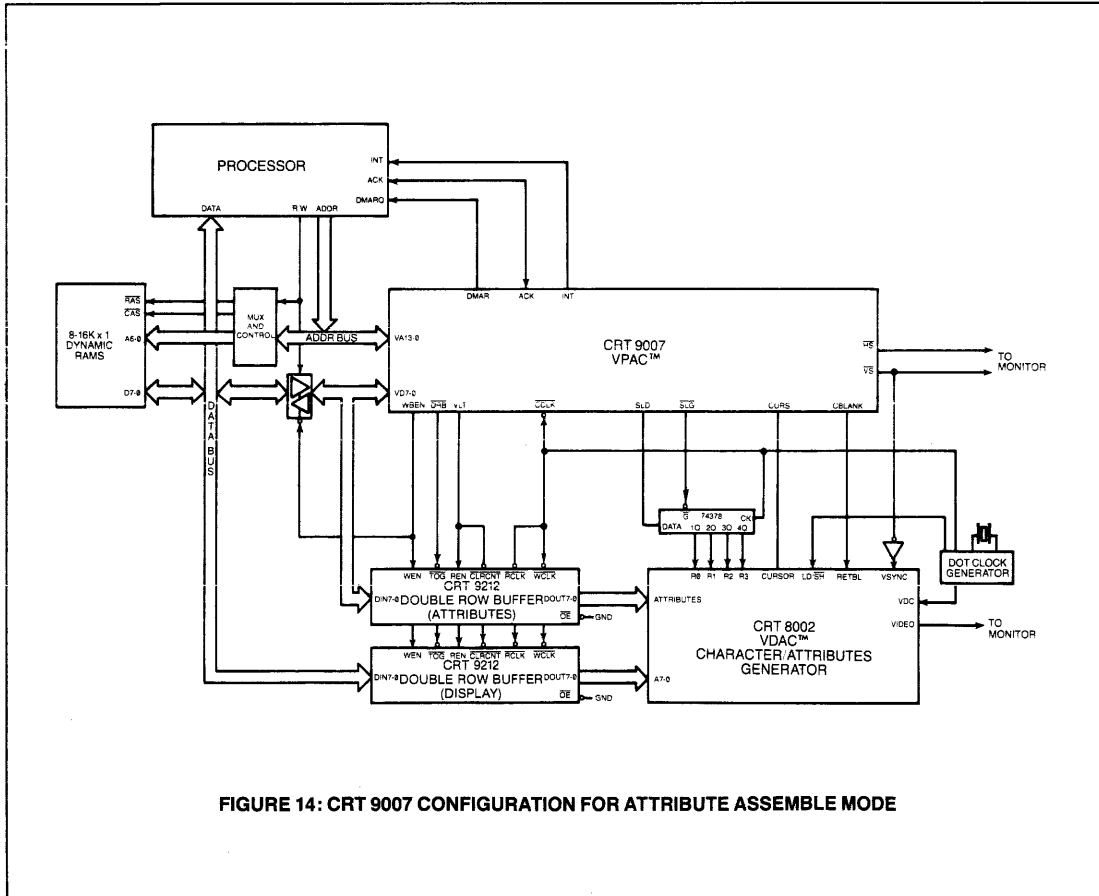 PROCESSOR
INT
ACK
DMARQ
DATA
R/W
ADDR
RAS
CAS
A6-0
D7-0
8-16K x 1
DYNAMIC
RAMS
MUX
AND
CONTROL
ADDR BUS
DATA BUS
DMAR
ACK
INT
VA13-0
VD7-0
CRT 9007
VPAC™
HS
VS
TO
MONITOR
WBEN
DRB
VLT
CCLK
SLD
SLG
CURS
CBLANK
G
74378
CK
DATA
1Q
2Q
3Q
4Q
DOT CLOCK
GENERATOR
WEN
TOG
REN
CLRCNT
RCLK
WCLK
CRT 9212
DIN7-0
DOUBLE ROW BUFFER
DOUT7-0
(ATTRIBUTES)
OE
GND
WEN
TOG
REN
CLRCNT
RCLK
WCLK
CRT 9212
DIN7-0
DOUBLE ROW BUFFER
DOUT7-0
(DISPLAY)
OE
GND
R0
R1
R2
R3
CURSOR
LD/SH
RETBL
VSYNC
ATTRIBUTES
VDC
VIDEO
TO
MONITOR
CRT 8002
VDAC™
CHARACTER/ATTRIBUTES
GENERATOR
A7-0
FIGURE 14: CRT 9007 CONFIGURATION FOR ATTRIBUTE ASSEMBLE MODE